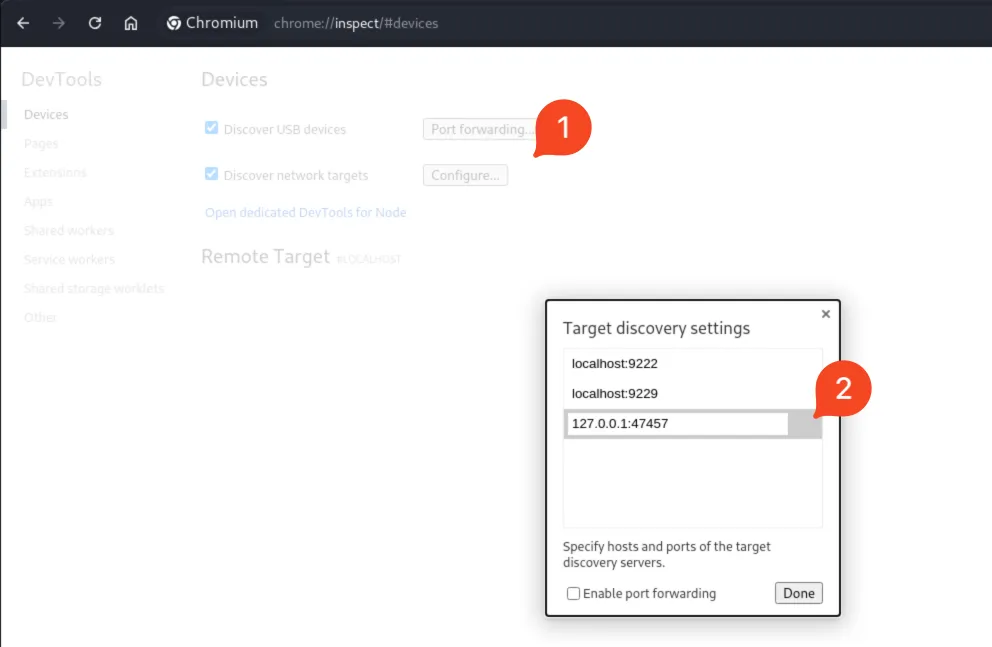 Chromium chrome://inspect/#devices
DevTools
Devices
Pages
Extensions
Apps
Shared workers
Service workers
Shared storage worklets
Other
Devices
Discover USB devices
Port forwarding...
1
Discover network targets
Configure...
Open dedicated DevTools for Node
Remote Target #LOCALHOST
Target discovery settings
localhost:9222
localhost:9229
127.0.0.1:47457
2
Specify hosts and ports of the target
discovery servers.
Enable port forwarding
Done